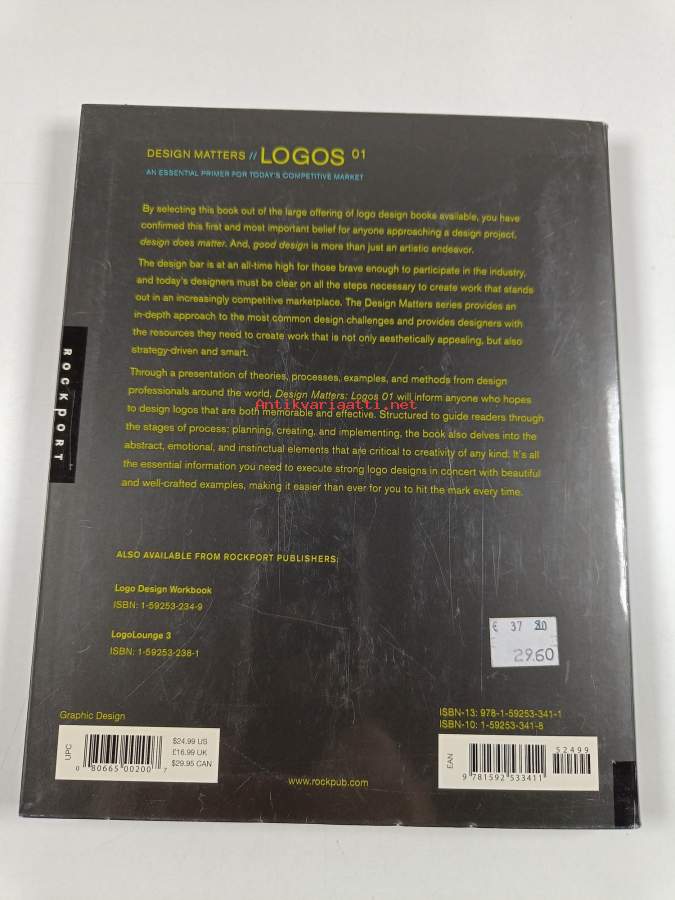 DESIGN MATTERS // LOGOS 01
AN ESSENTIAL PRIMER FOR TODAY'S COMPETITIVE MARKET
By selecting this book out of the large offering of logo design books available, you have
confirmed this first and most important belief for anyone approaching a design project,
design does matter. And, good design is more than just an artistic endeavor.
The design bar is at an all-time high for those brave enough to participate in the industry,
and today's designers must be clear on all the steps necessary to create work that stands
out in an increasingly competitive marketplace. The Design Matters series provides an
in-depth approach to the most common design challenges and provides designers with
the resources they need to create work that is not only aesthetically appealing, but also
strategy-driven and smart.
ROCKPORT
Through a presentation of theories, processes, examples, and methods from design
professionals around the world, Design Matters: Logos 01 will inform anyone who hopes
Antikvariaatti.net
to design logos that are both memorable and effective. Structured to guide readers through
the stages of process: planning, creating, and implementing, the book also delves into the
abstract, emotional, and instinctual elements that are critical to creativity of any kind. It's all
the essential information you need to execute strong logo designs in concert with beautiful
and well-crafted examples, making it easier than ever for you to hit the mark every time.
ALSO AVAILABLE FROM ROCKPORT PUBLISHERS:
Logo Design Workbook
ISBN: 1-59253-234-9
LogoLounge 3
ISBN: 1-59253-238-1
€ 37 20
29.60
Graphic Design
ISBN-13: 978-1-59253-341-1
ISBN-10: 1-59253-341-8
UPC
$24.99 US
£16.99 UK
$29.95 CAN
0 80665 00200 7
EAN
52499
9 781592 533411
www.rockpub.com